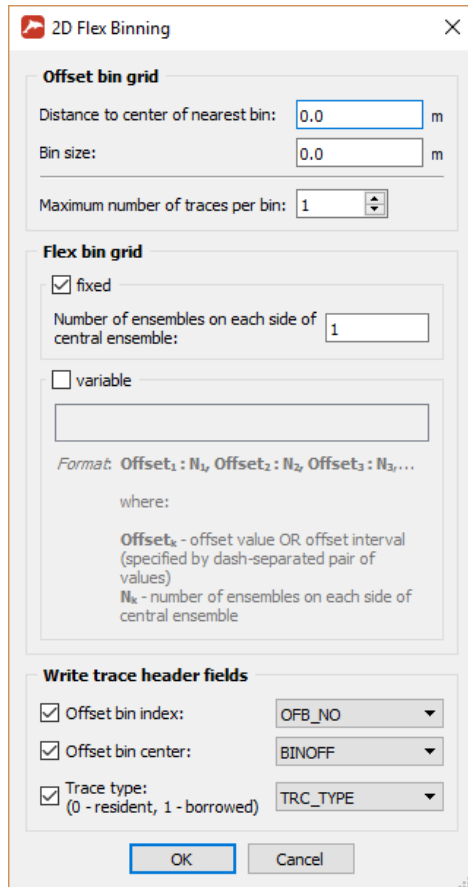 2D Flex Binning
Offset bin grid
Distance to center of nearest bin: 0.0 m
Bin size: 0.0 m
Maximum number of traces per bin: 1
Flex bin grid
fixed
Number of ensembles on each side of
central ensemble: 1
variable
Format: Offset₁ : N₁, Offset₂ : N₂, Offset₃ : N₃,...
where:
Offsetₖ - offset value OR offset interval
(specified by dash-separated pair of
values)
Nₖ - number of ensembles on each side of
central ensemble
Write trace header fields
Offset bin index: OFB_NO
Offset bin center: BINOFF
Trace type:
(0 - resident, 1 - borrowed) TRC_TYPE
OK Cancel